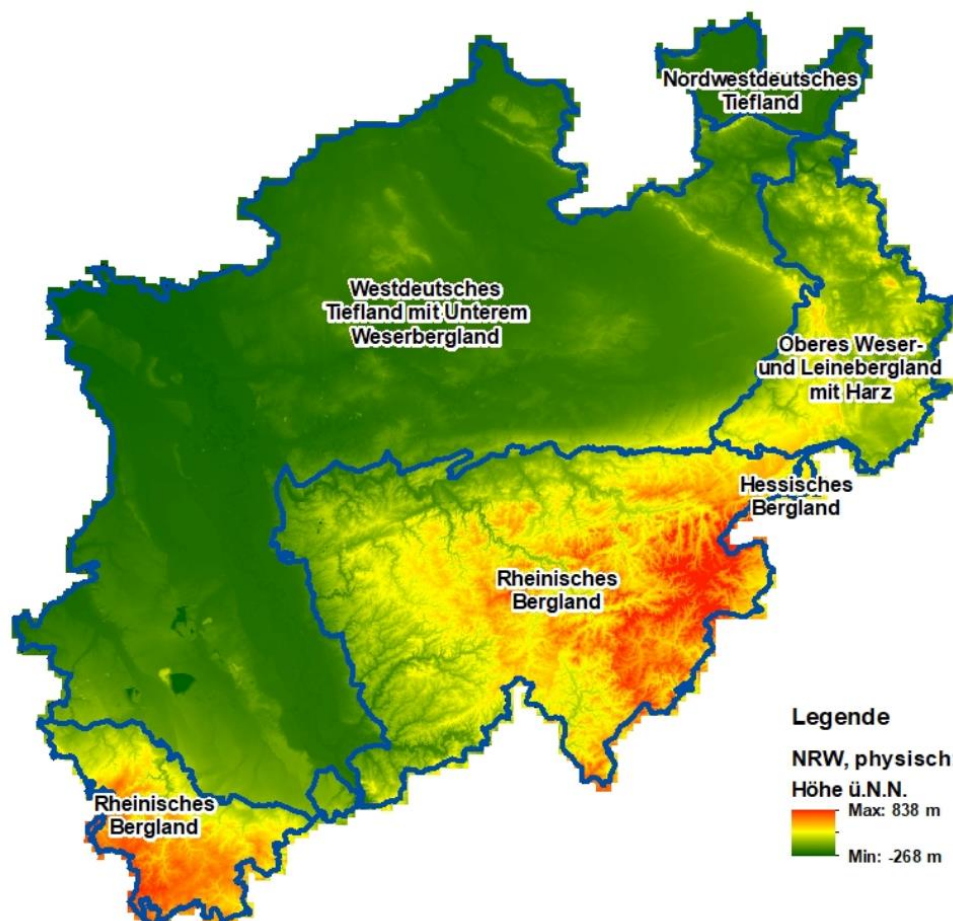 Nordwestdeutsches
Tiefland
Westdeutsches
Tiefland mit Unterem
Weserbergland
Oberes Weser-
und Leinebergland
mit Harz
Hessisches
Bergland
Rheinisches
Bergland
Rheinisches
Bergland
Legende
NRW, physisch:
Höhe ü.N.N.
Max: 838 m
Min: -268 m